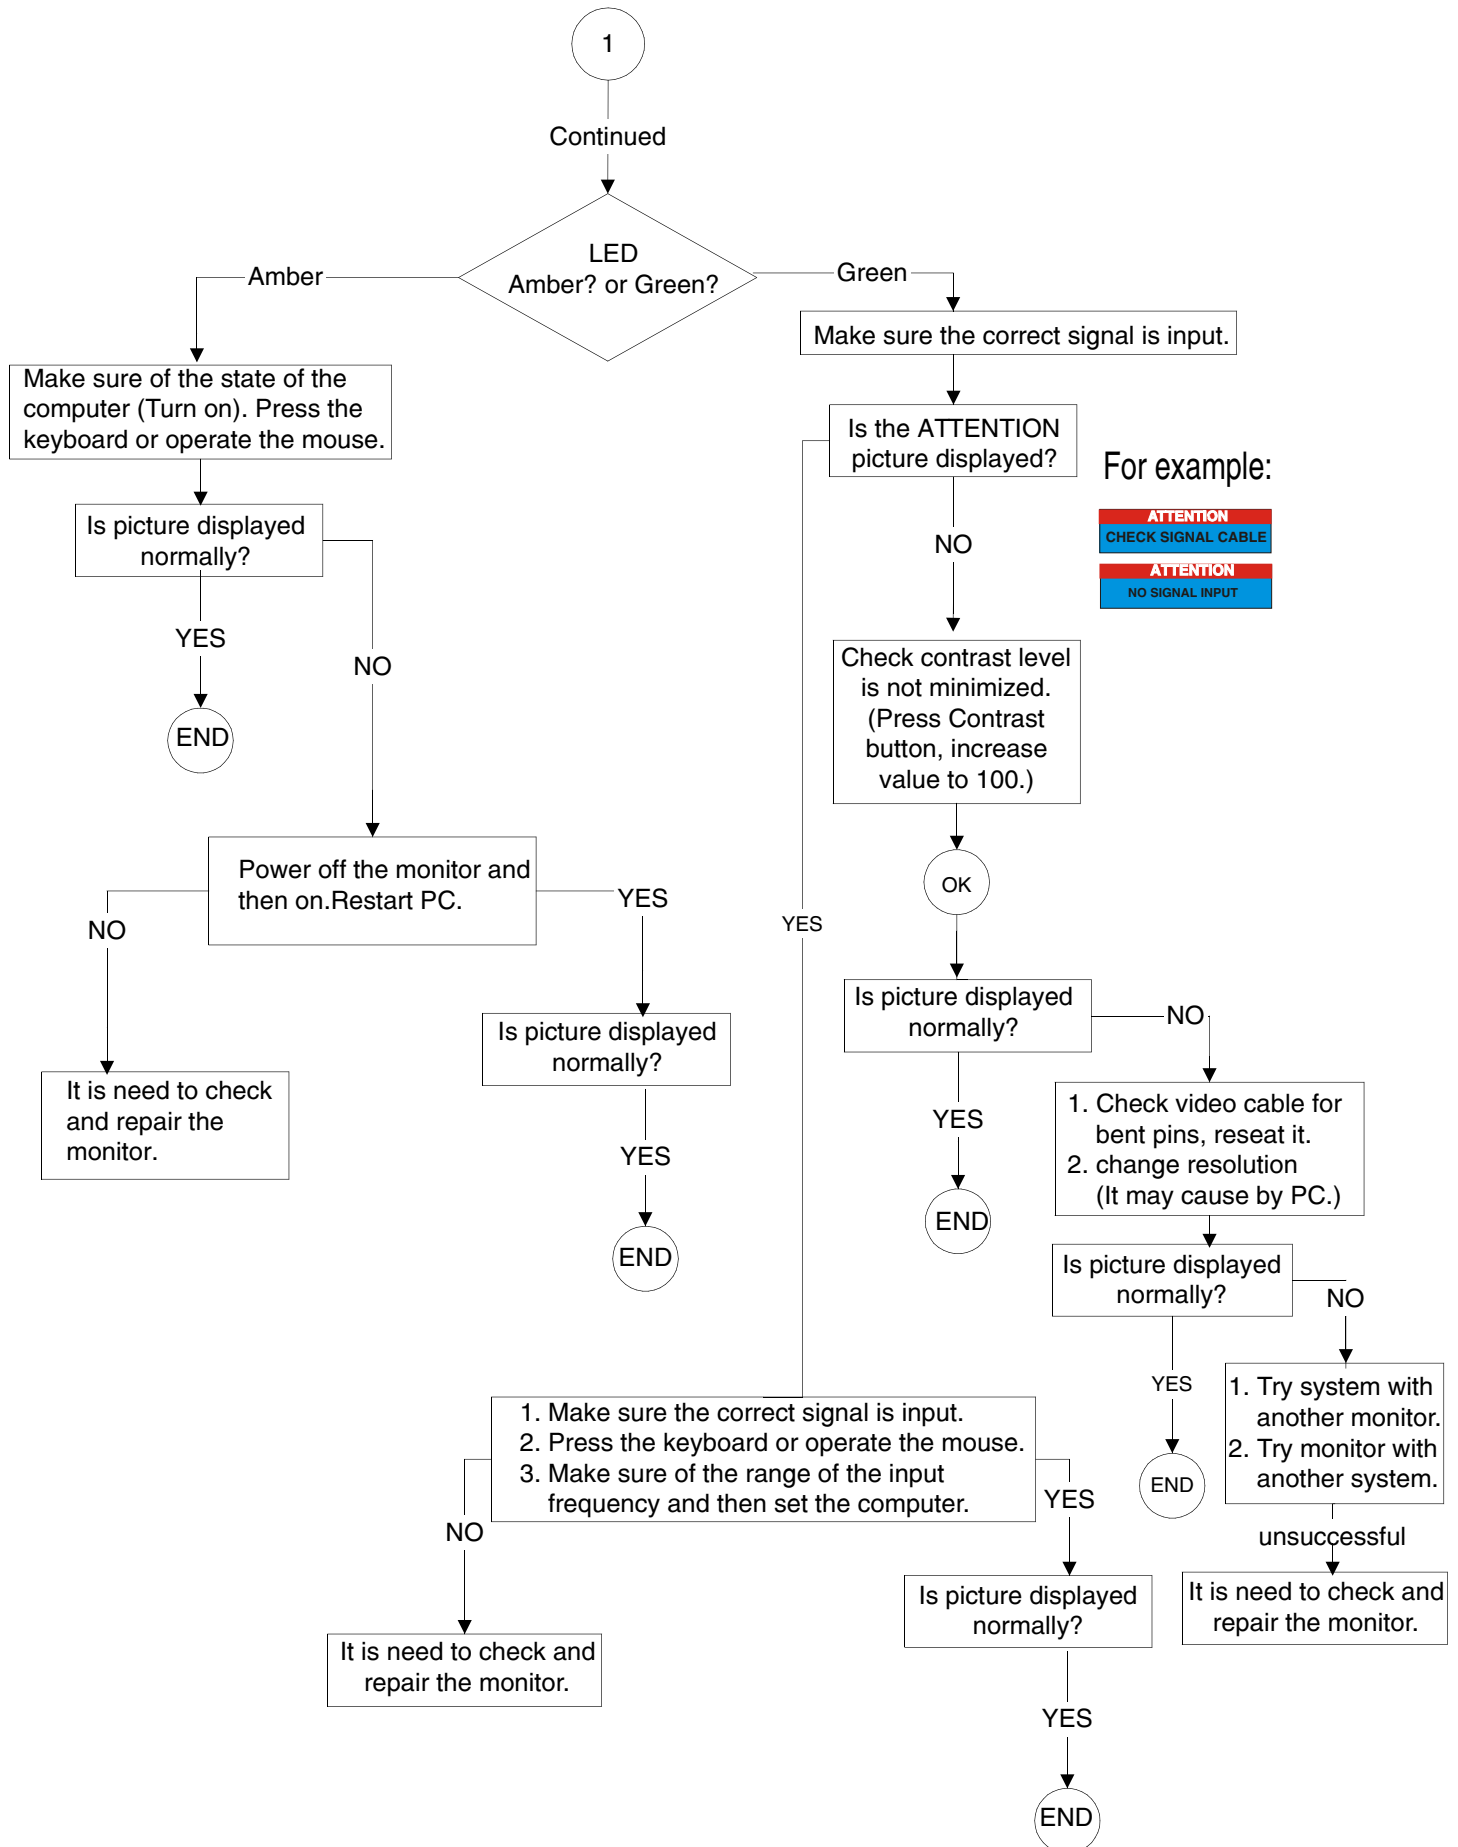 1
Continued
LED
Amber? or Green?
Amber
Green
Make sure the correct signal is input.
Make sure of the state of the
computer (Turn on). Press the
keyboard or operate the mouse.
Is the ATTENTION
picture displayed?
For example:
ATTENTION
CHECK SIGNAL CABLE
ATTENTION
NO SIGNAL INPUT
Is picture displayed
normally?
NO
YES
NO
END
Check contrast level
is not minimized.
(Press Contrast
button, increase
value to 100.)
OK
Power off the monitor and
then on.Restart PC.
NO
YES
YES
Is picture displayed
normally?
NO
Is picture displayed
normally?
It is need to check
and repair the
monitor.
YES
END
YES
END
1. Check video cable for
bent pins, reseat it.
2. change resolution
(It may cause by PC.)
Is picture displayed
normally?
NO
YES
END
1. Try system with
another monitor.
2. Try monitor with
another system.
unsuccessful
It is need to check and
repair the monitor.
1. Make sure the correct signal is input.
2. Press the keyboard or operate the mouse.
3. Make sure of the range of the input
frequency and then set the computer.
NO
YES
It is need to check and
repair the monitor.
Is picture displayed
normally?
YES
END